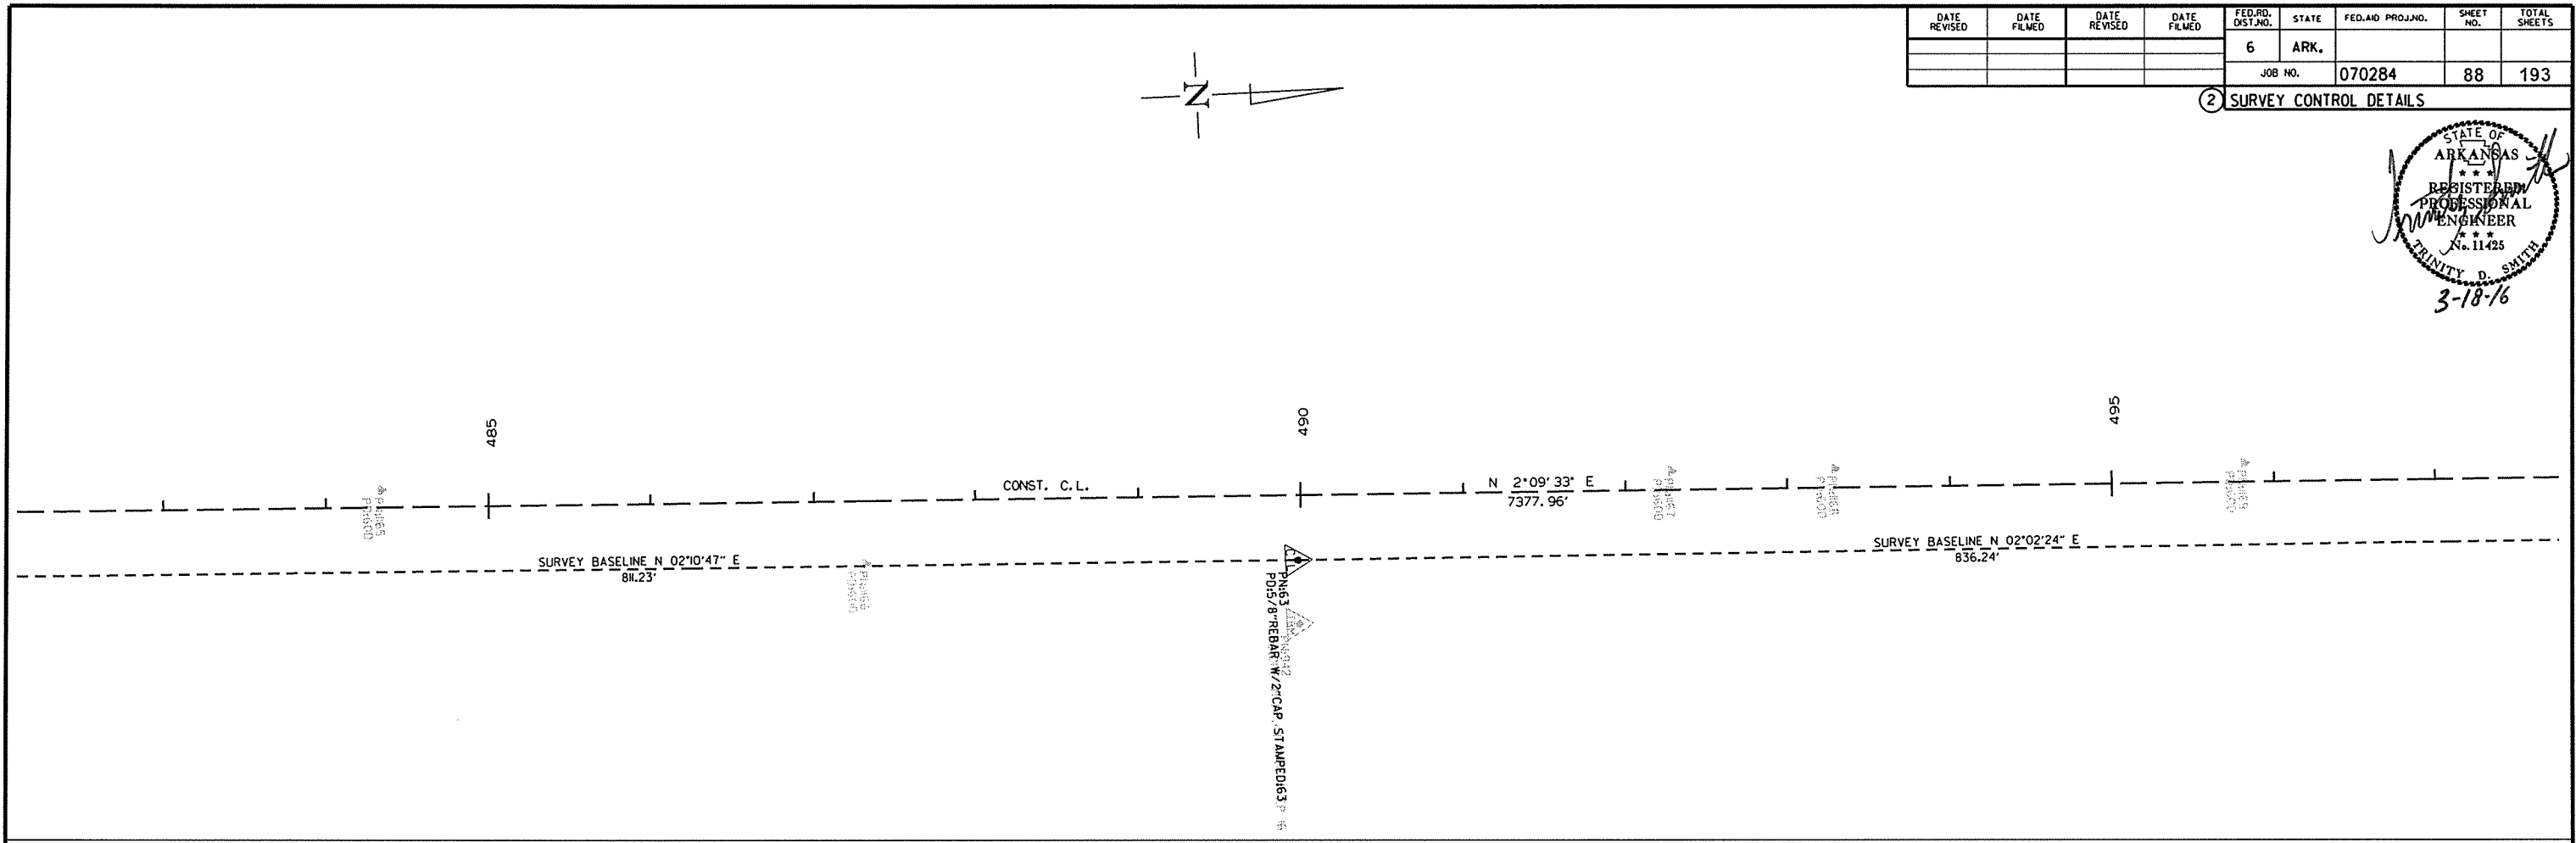 DATE REVISED
DATE FILMED
DATE REVISED
DATE FILMED
FED.RD. DIST.NO.
STATE
FED.AID PROJ.NO.
SHEET NO.
TOTAL SHEETS
6
ARK.
JOB NO.
070284
88
193
2 SURVEY CONTROL DETAILS
N
STATE OF
ARKANSAS
★ ★ ★
REGISTERED
PROFESSIONAL
ENGINEER
★ ★ ★
No. 11425
TRINITY D. SMITH
3-18-16
485
490
495
CONST. C.L.
N 2°09'33" E
7377.96'
SURVEY BASELINE N 02°10'47" E
811.23'
SURVEY BASELINE N 02°02'24" E
836.24'
PN:63
PD:5/8"REBAR W/2"CAP STAMPED:63